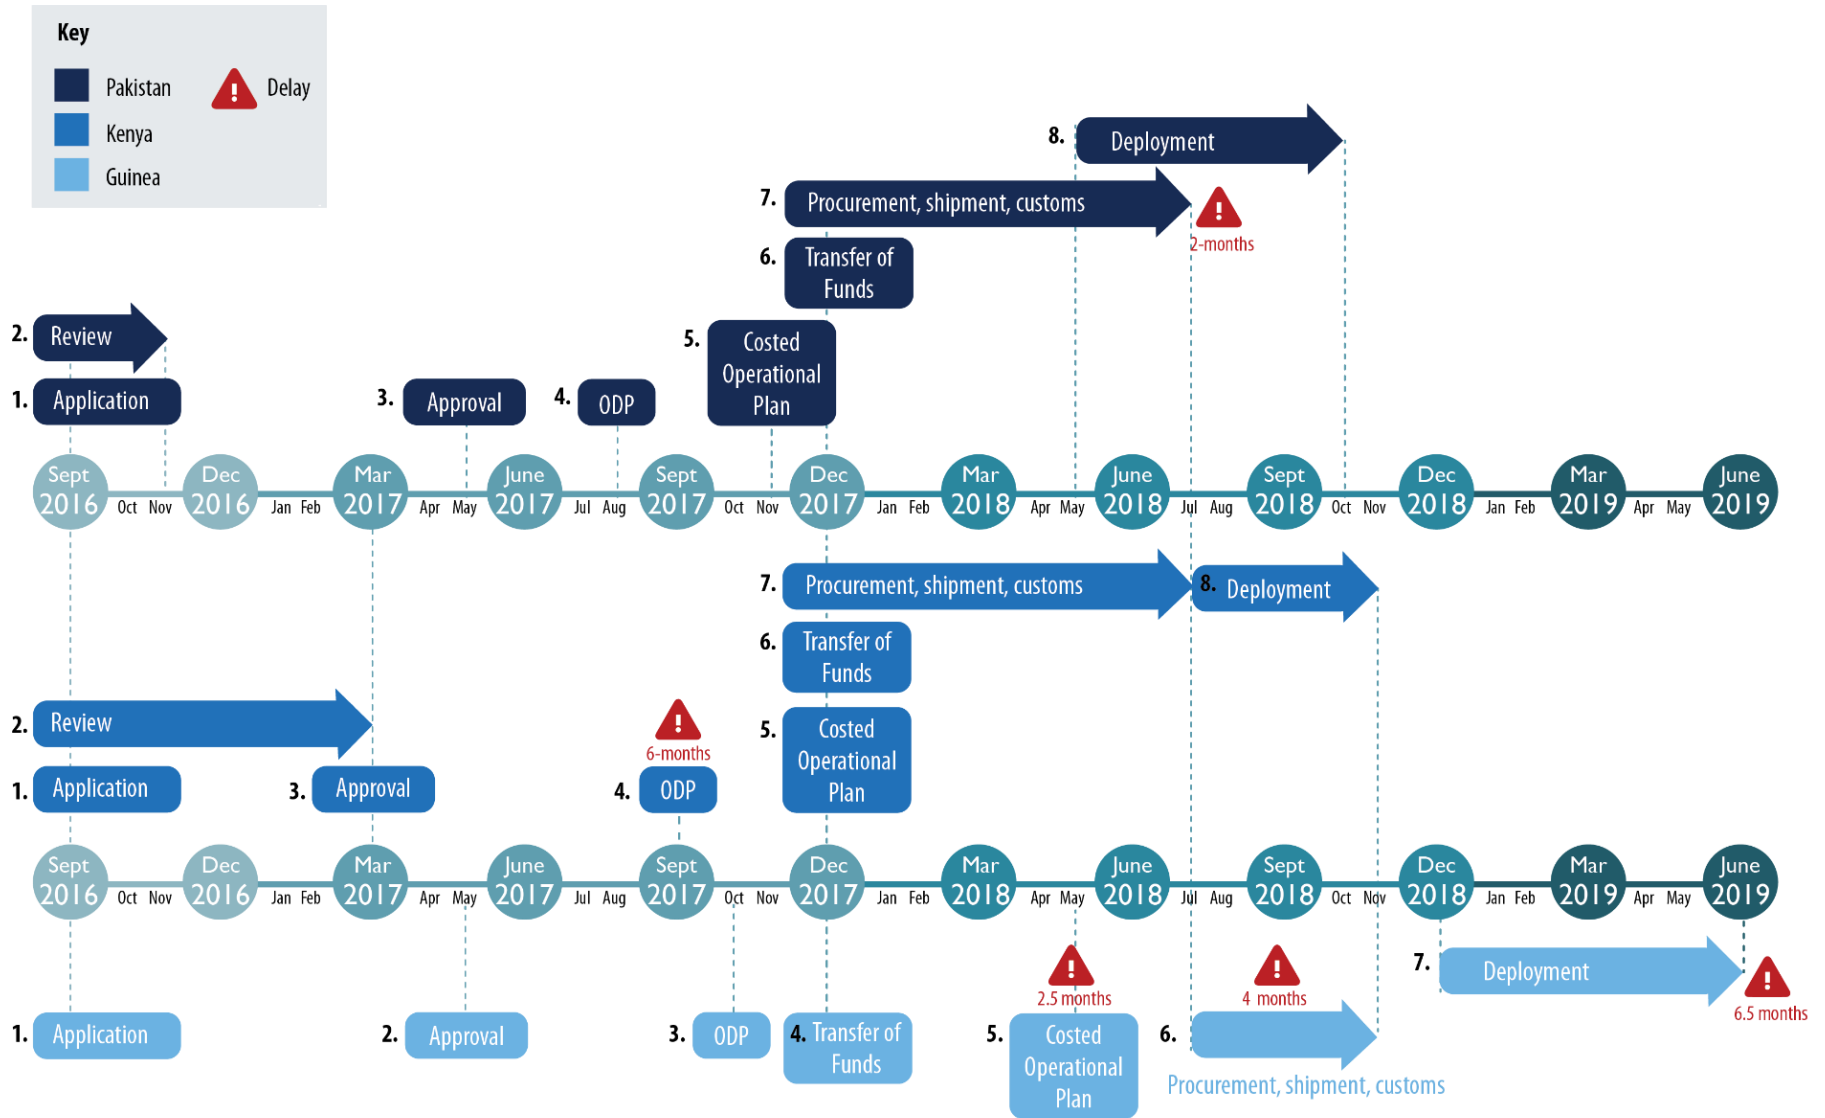 Key
Pakistan
Delay
Kenya
Guinea
8. Deployment
7. Procurement, shipment, customs
2-months
6. Transfer of
Funds
5. Costed
Operational
Plan
2. Review
1. Application
3. Approval
4. ODP
Sept 2016 Oct Nov Dec 2016 Jan Feb Mar 2017 Apr May June 2017 Jul Aug Sept 2017 Oct Nov Dec 2017 Jan Feb Mar 2018 Apr May June 2018 Jul Aug Sept 2018 Oct Nov Dec 2018 Jan Feb Mar 2019 Apr May June 2019
7. Procurement, shipment, customs
8. Deployment
6. Transfer of
Funds
5. Costed
Operational
Plan
2. Review
6-months
1. Application
3. Approval
4. ODP
Sept 2016 Oct Nov Dec 2016 Jan Feb Mar 2017 Apr May June 2017 Jul Aug Sept 2017 Oct Nov Dec 2017 Jan Feb Mar 2018 Apr May June 2018 Jul Aug Sept 2018 Oct Nov Dec 2018 Jan Feb Mar 2019 Apr May June 2019
7. Deployment
6.5 months
2.5 months
4 months
1. Application
2. Approval
3. ODP
4. Transfer of
Funds
5. Costed
Operational
Plan
6.
Procurement, shipment, customs